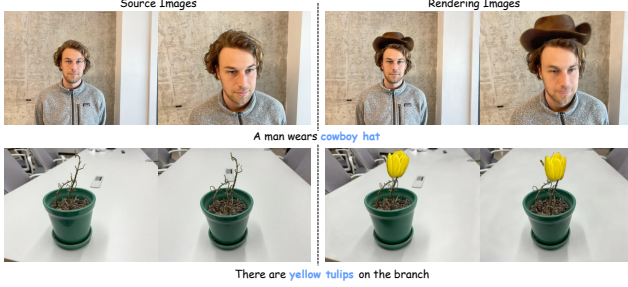 Source Images
Rendering Images
A man wears cowboy hat
There are yellow tulips on the branch